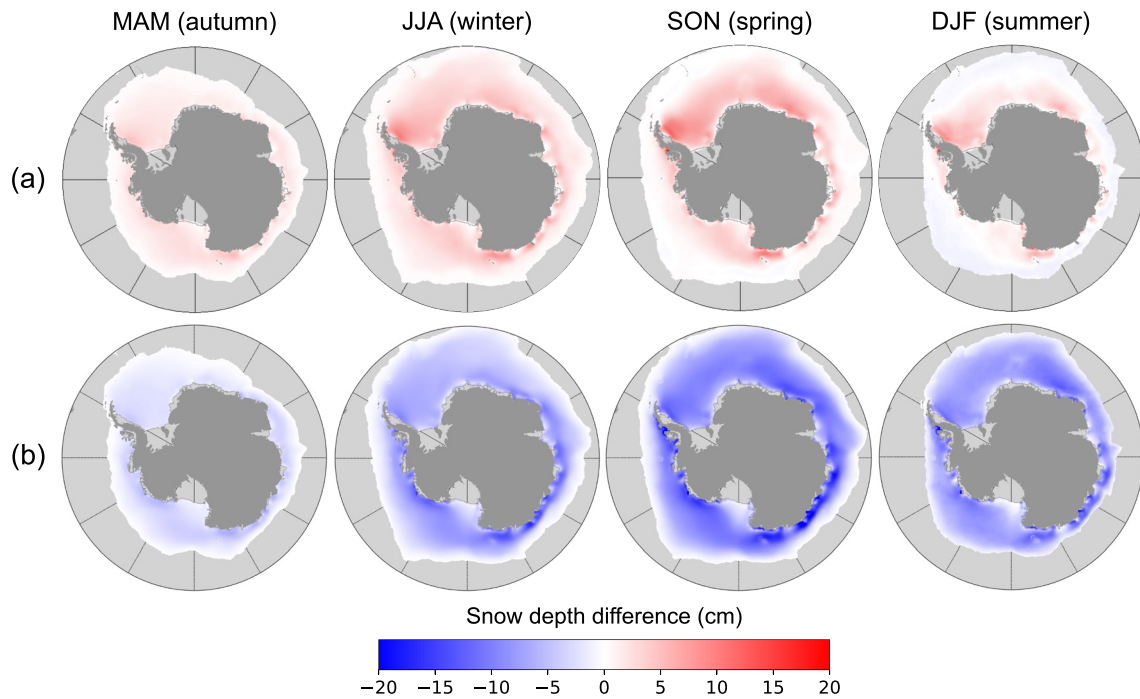 MAM (autumn) JJA (winter) SON (spring) DJF (summer)
(a)
(b)
Snow depth difference (cm)
−20 −15 −10 −5 0 5 10 15 20